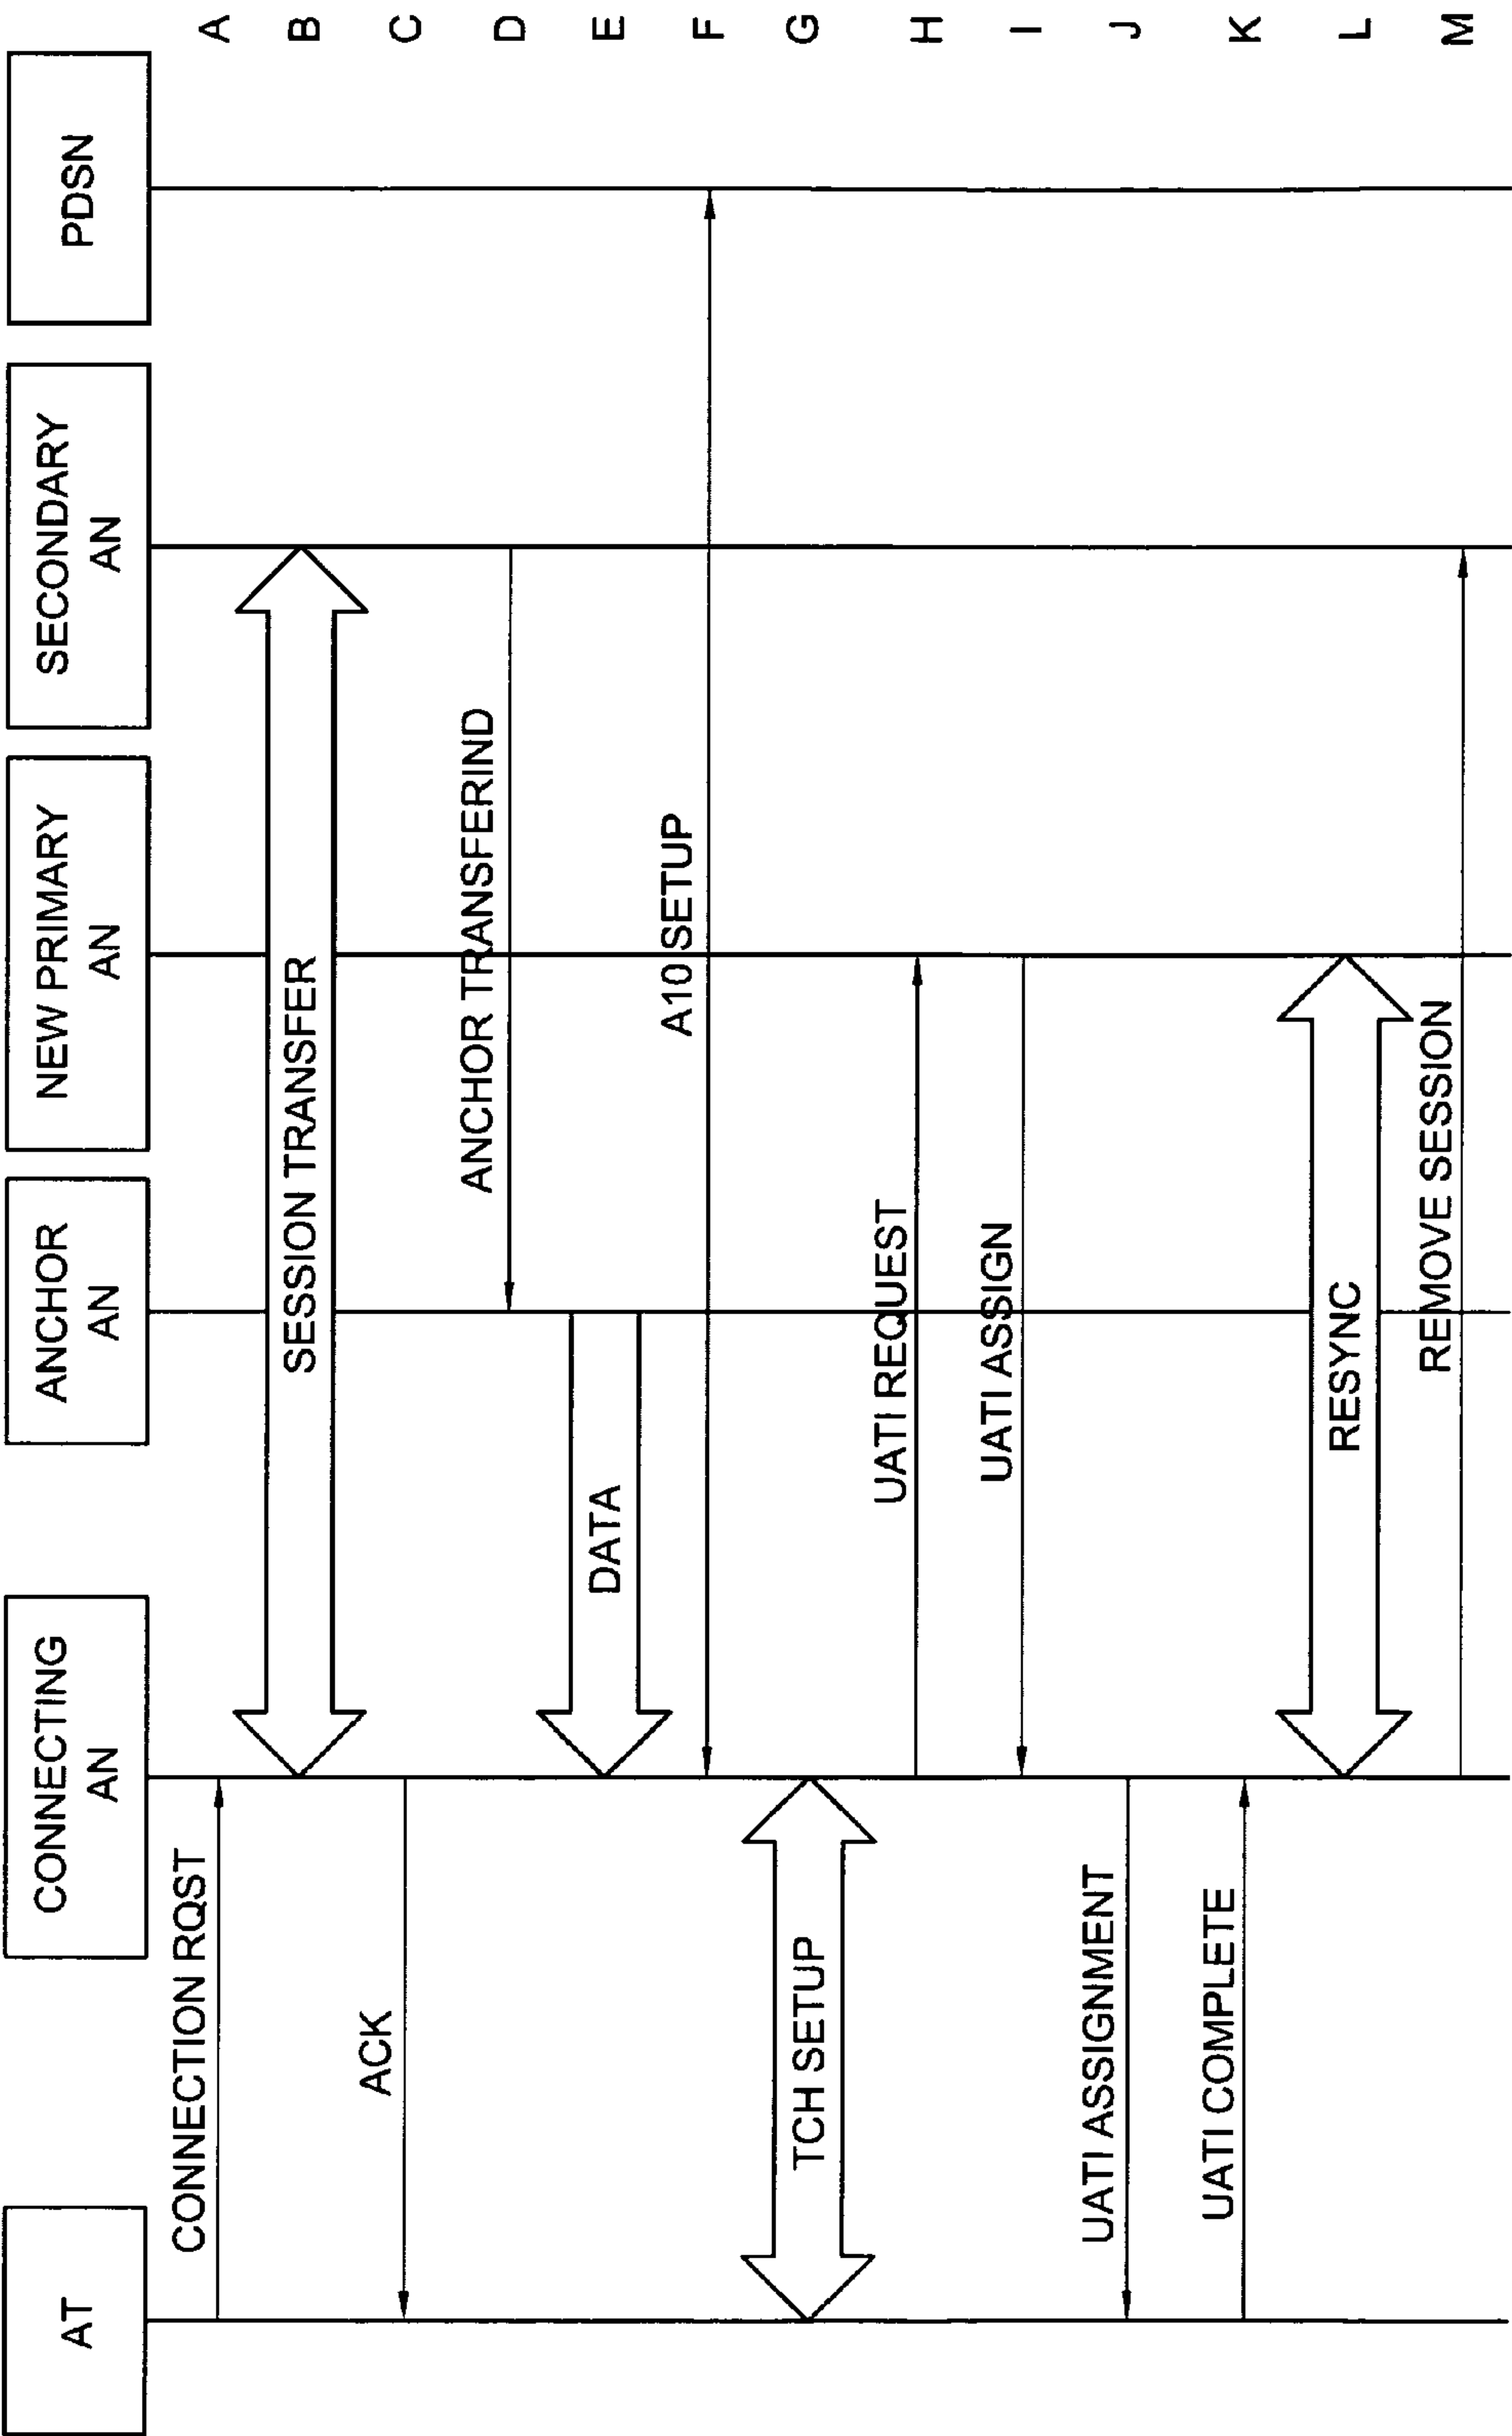 AT
CONNECTING
AN
ANCHOR
AN
NEW PRIMARY
AN
SECONDARY
AN
PDSN
CONNECTION RQST
A
SESSION TRANSFER
B
ACK
C
ANCHOR TRANSFERIND
D
DATA
E
A10 SETUP
F
TCH SETUP
G
UATI REQUEST
H
UATI ASSIGN
I
UATI ASSIGNMENT
J
UATI COMPLETE
K
RESYNC
L
REMOVE SESSION
M